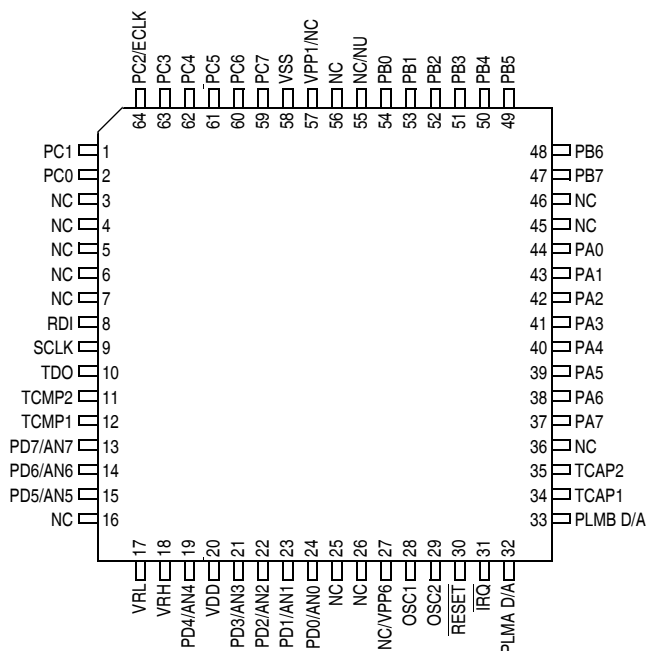 PC2/ECLK
PC3
PC4
PC5
PC6
PC7
VSS
VPP1/NC
NC
NC/NU
PB0
PB1
PB2
PB3
PB4
PB5
64
63
62
61
60
59
58
57
56
55
54
53
52
51
50
49
PC1 1
PC0 2
NC 3
NC 4
NC 5
NC 6
NC 7
RDI 8
SCLK 9
TDO 10
TCMP2 11
TCMP1 12
PD7/AN7 13
PD6/AN6 14
PD5/AN5 15
NC 16
48 PB6
47 PB7
46 NC
45 NC
44 PA0
43 PA1
42 PA2
41 PA3
40 PA4
39 PA5
38 PA6
37 PA7
36 NC
35 TCAP2
34 TCAP1
33 PLMB D/A
17
18
19
20
21
22
23
24
25
26
27
28
29
30
31
32
VRL
VRH
PD4/AN4
VDD
PD3/AN3
PD2/AN2
PD1/AN1
PD0/AN0
NC
NC
NC/VPP6
OSC1
OSC2
RESET
IRQ
PLMA D/A